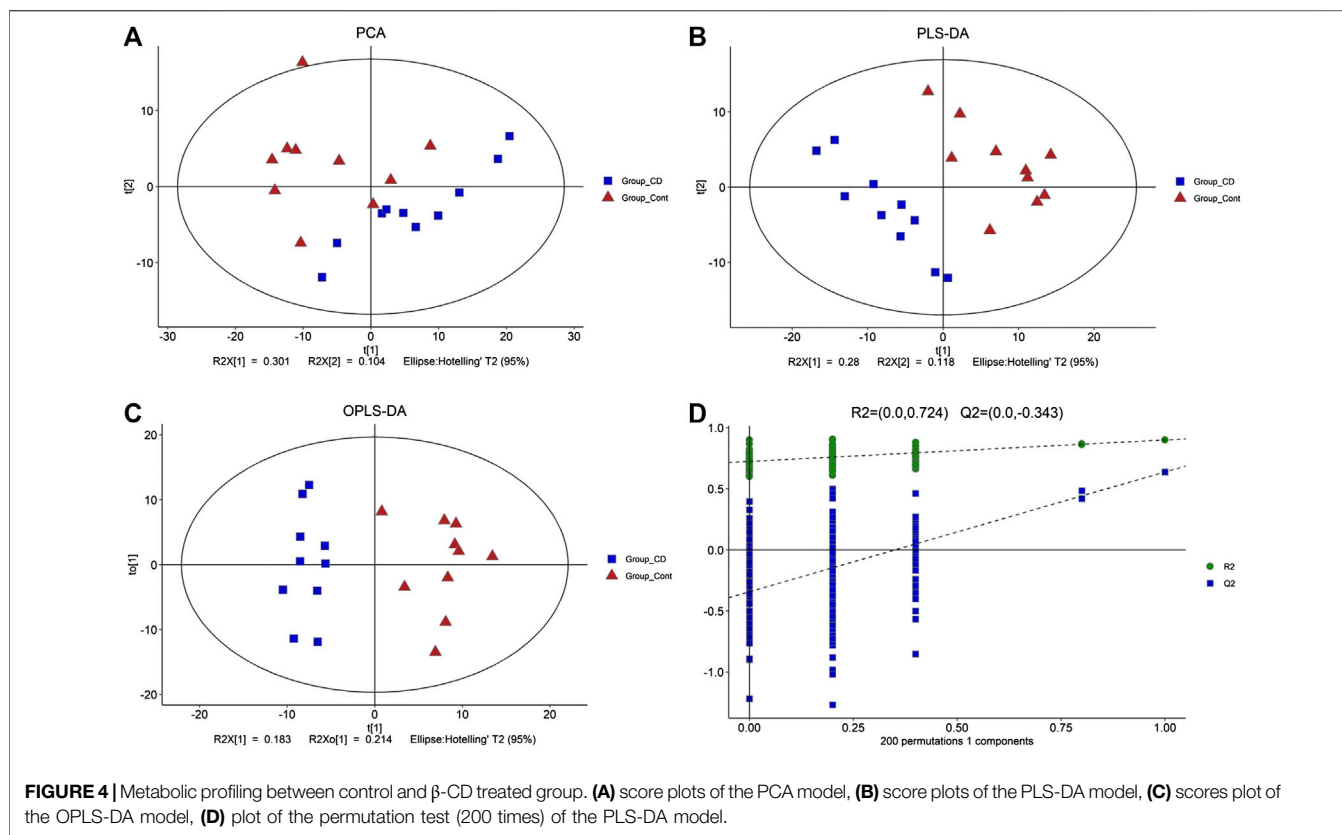 A
PCA
10
t[2]
0
-10
-30
-20
-10
0
10
20
30
t[1]
R2X[1] = 0.301 R2X[2] = 0.104 Ellipse:Hotelling' T2 (95%)
Group_CD
Group_Cont
B
PLS-DA
10
t[2]
0
-10
-20
-10
0
10
20
t[1]
R2X[1] = 0.28 R2X[2] = 0.118 Ellipse:Hotelling' T2 (95%)
Group_CD
Group_Cont
C
OPLS-DA
20
10
to[1]
0
-10
-20
-20
-10
0
10
20
t[1]
R2X[1] = 0.183 R2Xo[1] = 0.214 Ellipse:Hotelling' T2 (95%)
Group_CD
Group_Cont
D
R2=(0.0,0.724) Q2=(0.0,-0.343)
1.0
0.5
0.0
-0.5
-1.0
0.00
0.25
0.50
0.75
1.00
200 permutations 1 components
R2
Q2
FIGURE 4 | Metabolic profiling between control and β-CD treated group. (A) score plots of the PCA model, (B) score plots of the PLS-DA model, (C) scores plot of
the OPLS-DA model, (D) plot of the permutation test (200 times) of the PLS-DA model.